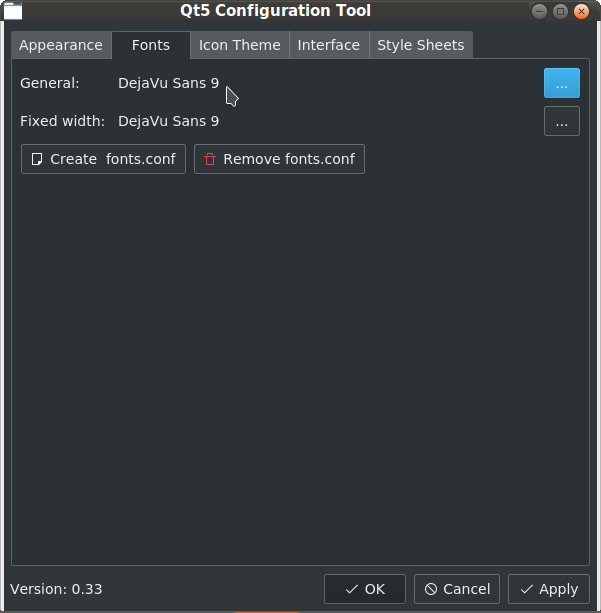 Qt5 Configuration Tool
Appearance Fonts Icon Theme Interface Style Sheets
General: DejaVu Sans 9 ...
Fixed width: DejaVu Sans 9 ...
Create  fonts.conf Remove fonts.conf
Version: 0.33 OK Cancel Apply